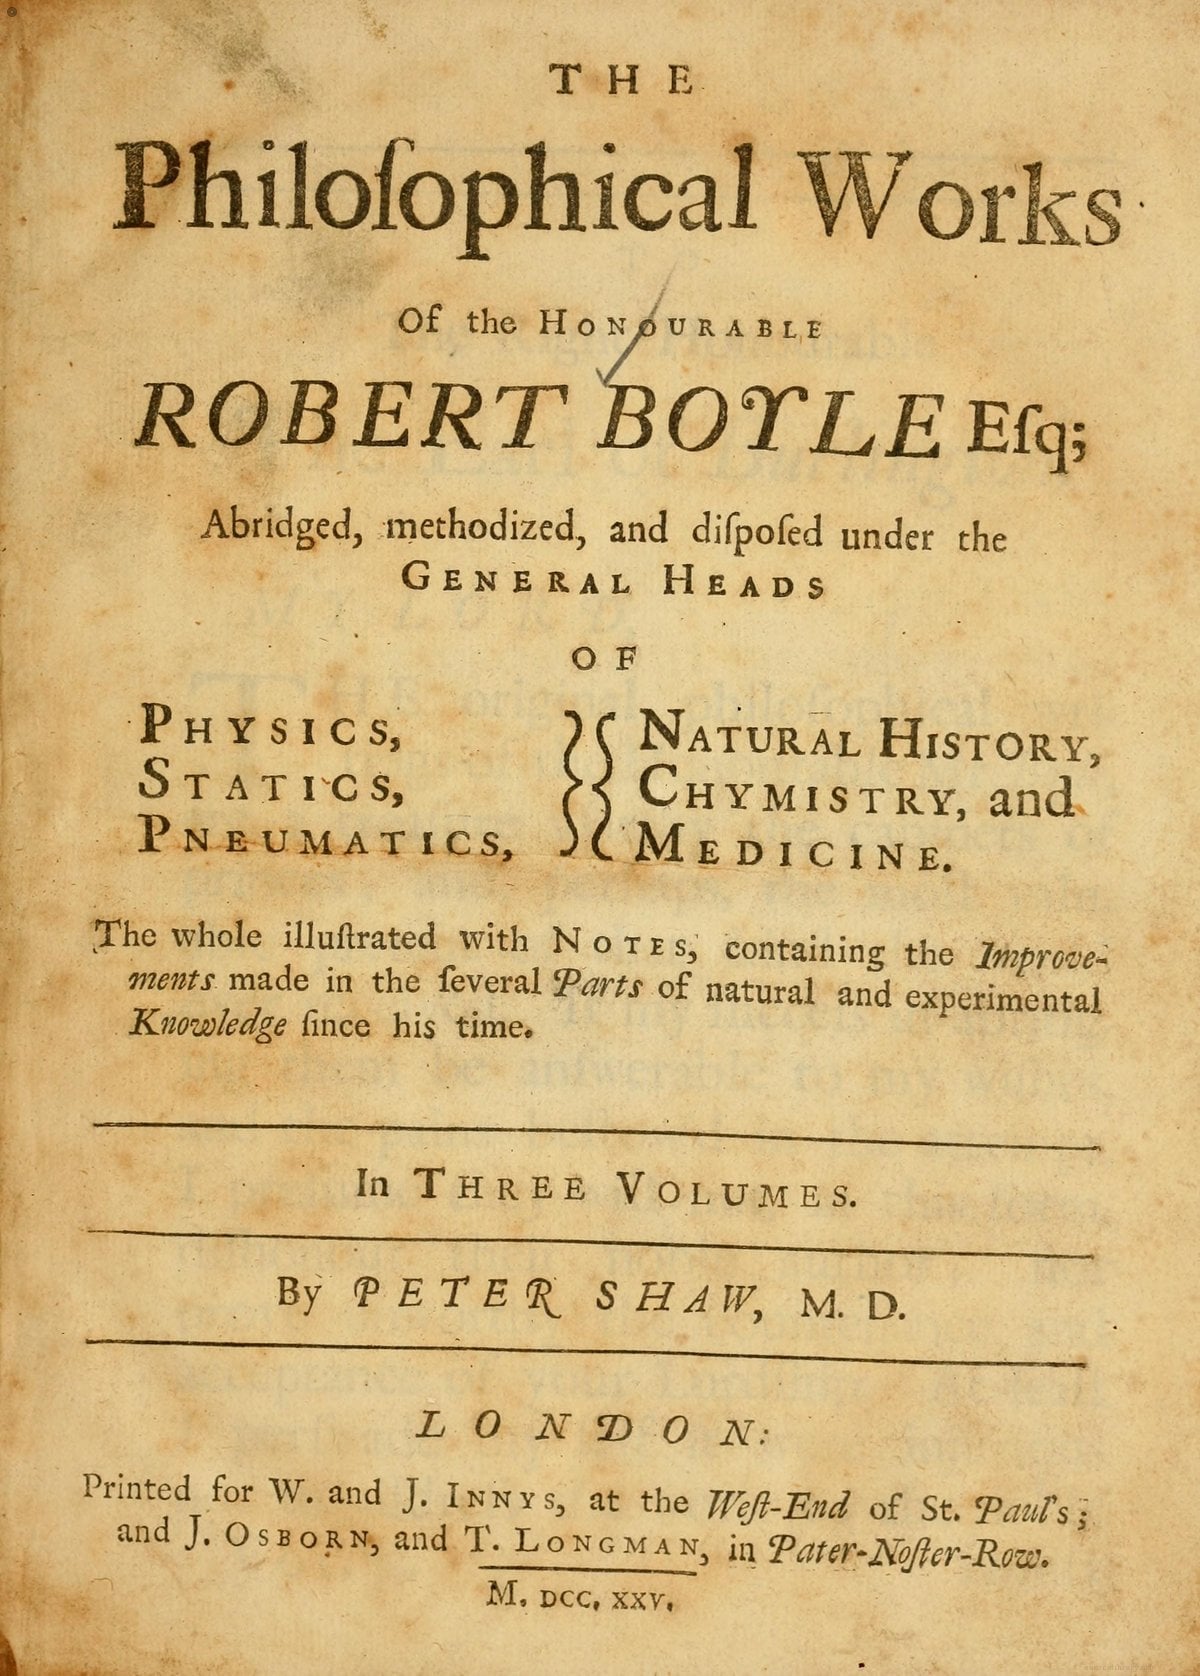 THE
Philoſophical Works
Of the HONOURABLE
ROBERT BOYLE Eſq;
Abridged, methodized, and diſpoſed under the
GENERAL HEADS
OF
PHYSICS,
STATICS,
PNEUMATICS,
NATURAL HISTORY,
CHYMISTRY, and
MEDICINE.
The whole illuſtrated with NOTES, containing the Improve-
ments made in the ſeveral Parts of natural and experimental
Knowledge ſince his time.
In THREE VOLUMES.
By PETER SHAW, M. D.
LONDON:
Printed for W. and J. INNYS, at the Weſt-End of St. Paul's;
and J. OSBORN, and T. LONGMAN, in Pater-Noſter-Row.
M. DCC. XXV.